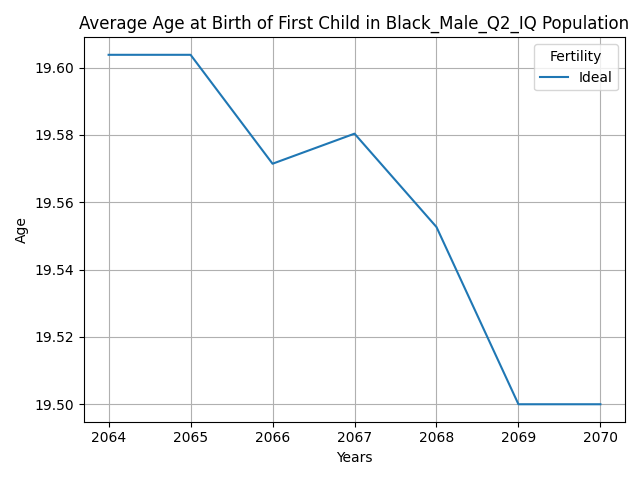 Average Age at Birth of First Child in Black_Male_Q2_IQ Population
Fertility
Ideal
19.60
19.58
19.56
19.54
19.52
19.50
Age
2064 2065 2066 2067 2068 2069 2070
Years